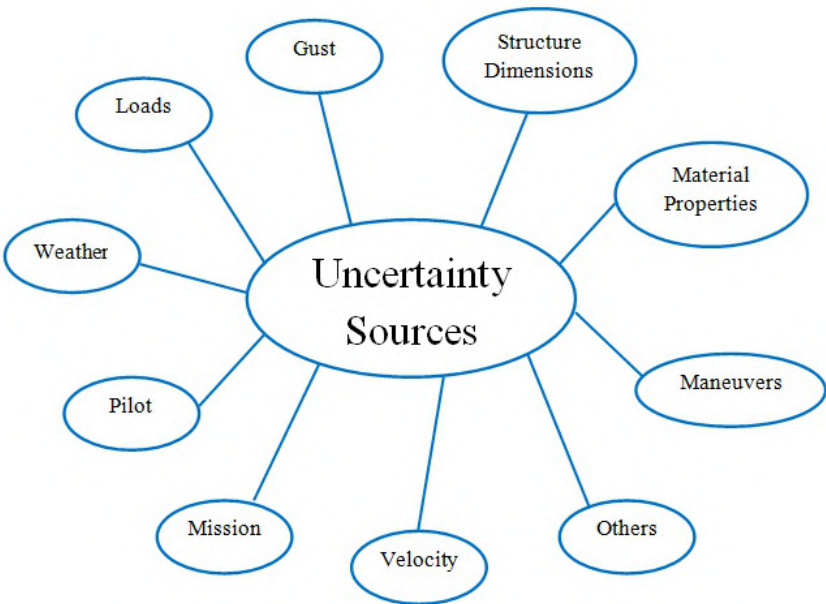 Gust
Structure
Dimensions
Loads
Material
Properties
Weather
Uncertainty
Sources
Maneuvers
Pilot
Mission
Others
Velocity